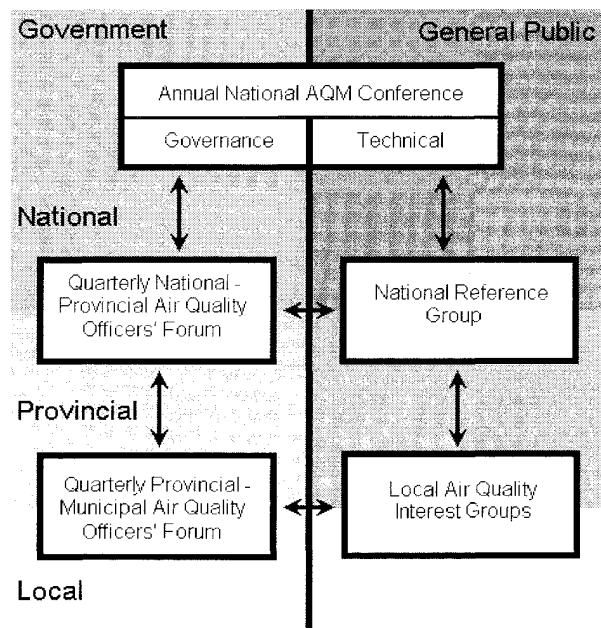 Government
General Public
Annual National AQM Conference
Governance
Technical
National
Quarterly National -
Provincial Air Quality
Officers' Forum
National Reference
Group
Provincial
Quarterly Provincial -
Municipal Air Quality
Officers' Forum
Local Air Quality
Interest Groups
Local